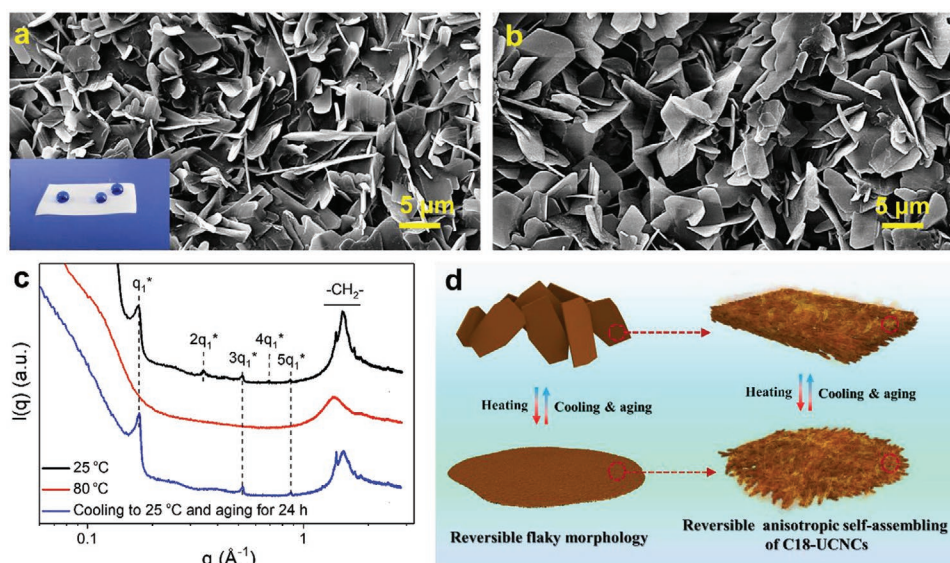 a
5 µm
b
5 µm
c
q₁*
2q₁*
3q₁*
4q₁*
5q₁*
-CH₂-
I(q) (a.u.)
25 °C
80 °C
Cooling to 25 °C and aging for 24 h
0.1
1
q (Å⁻¹)
d
Heating
Cooling & aging
Heating
Cooling & aging
Reversible flaky morphology
Reversible anisotropic self-assembling
of C18-UCNCs